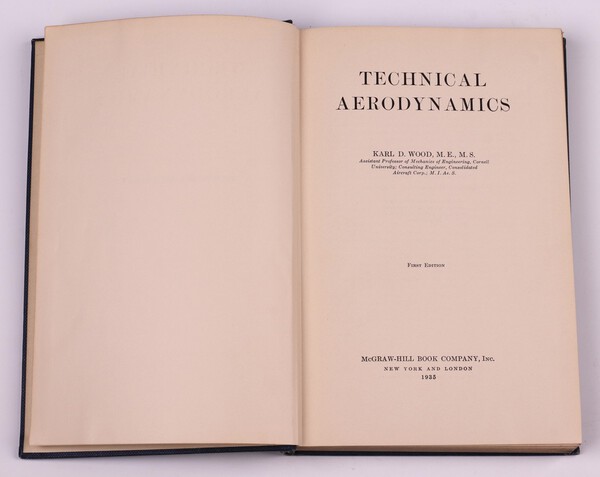 TECHNICAL
AERODYNAMICS
KARL D. WOOD, M.E., M.S.
Assistant Professor of Mechanics of Engineering, Cornell
University; Consulting Engineer, Consolidated
Aircraft Corp., M. I. Ae. S.
FIRST EDITION
McGRAW-HILL BOOK COMPANY, INC.
NEW YORK AND LONDON
1935